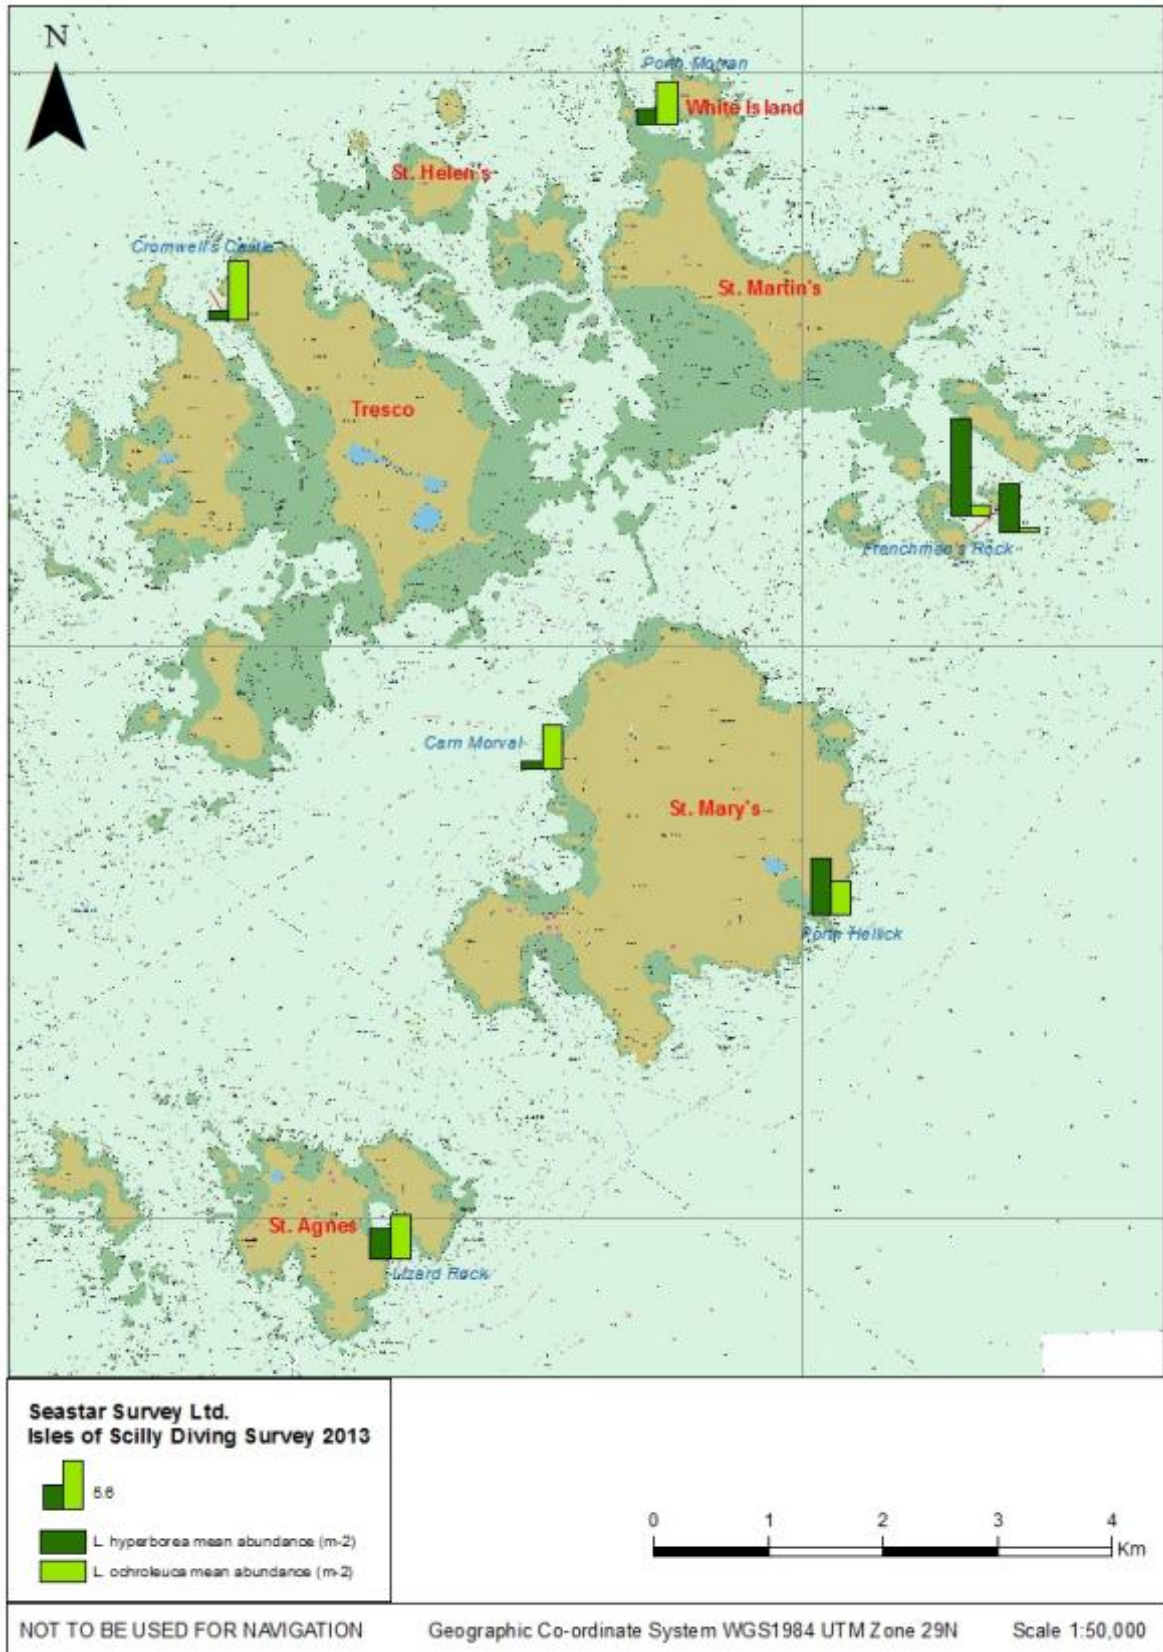 N
Porth Morran
White Island
St. Helen's
Cromwell's Castle
St. Martin's
Tresco
Frenchman's Rock
Carn Morval
St. Mary's
Porth Hellick
St. Agnes
Lizard Rock
Seastar Survey Ltd.
Isles of Scilly Diving Survey 2013
5.6
L. hyperborea mean abundance (m-2)
L. ochroleuca mean abundance (m-2)
0 1 2 3 4
Km
NOT TO BE USED FOR NAVIGATION Geographic Co-ordinate System WGS1984 UTM Zone 29N Scale 1:50,000